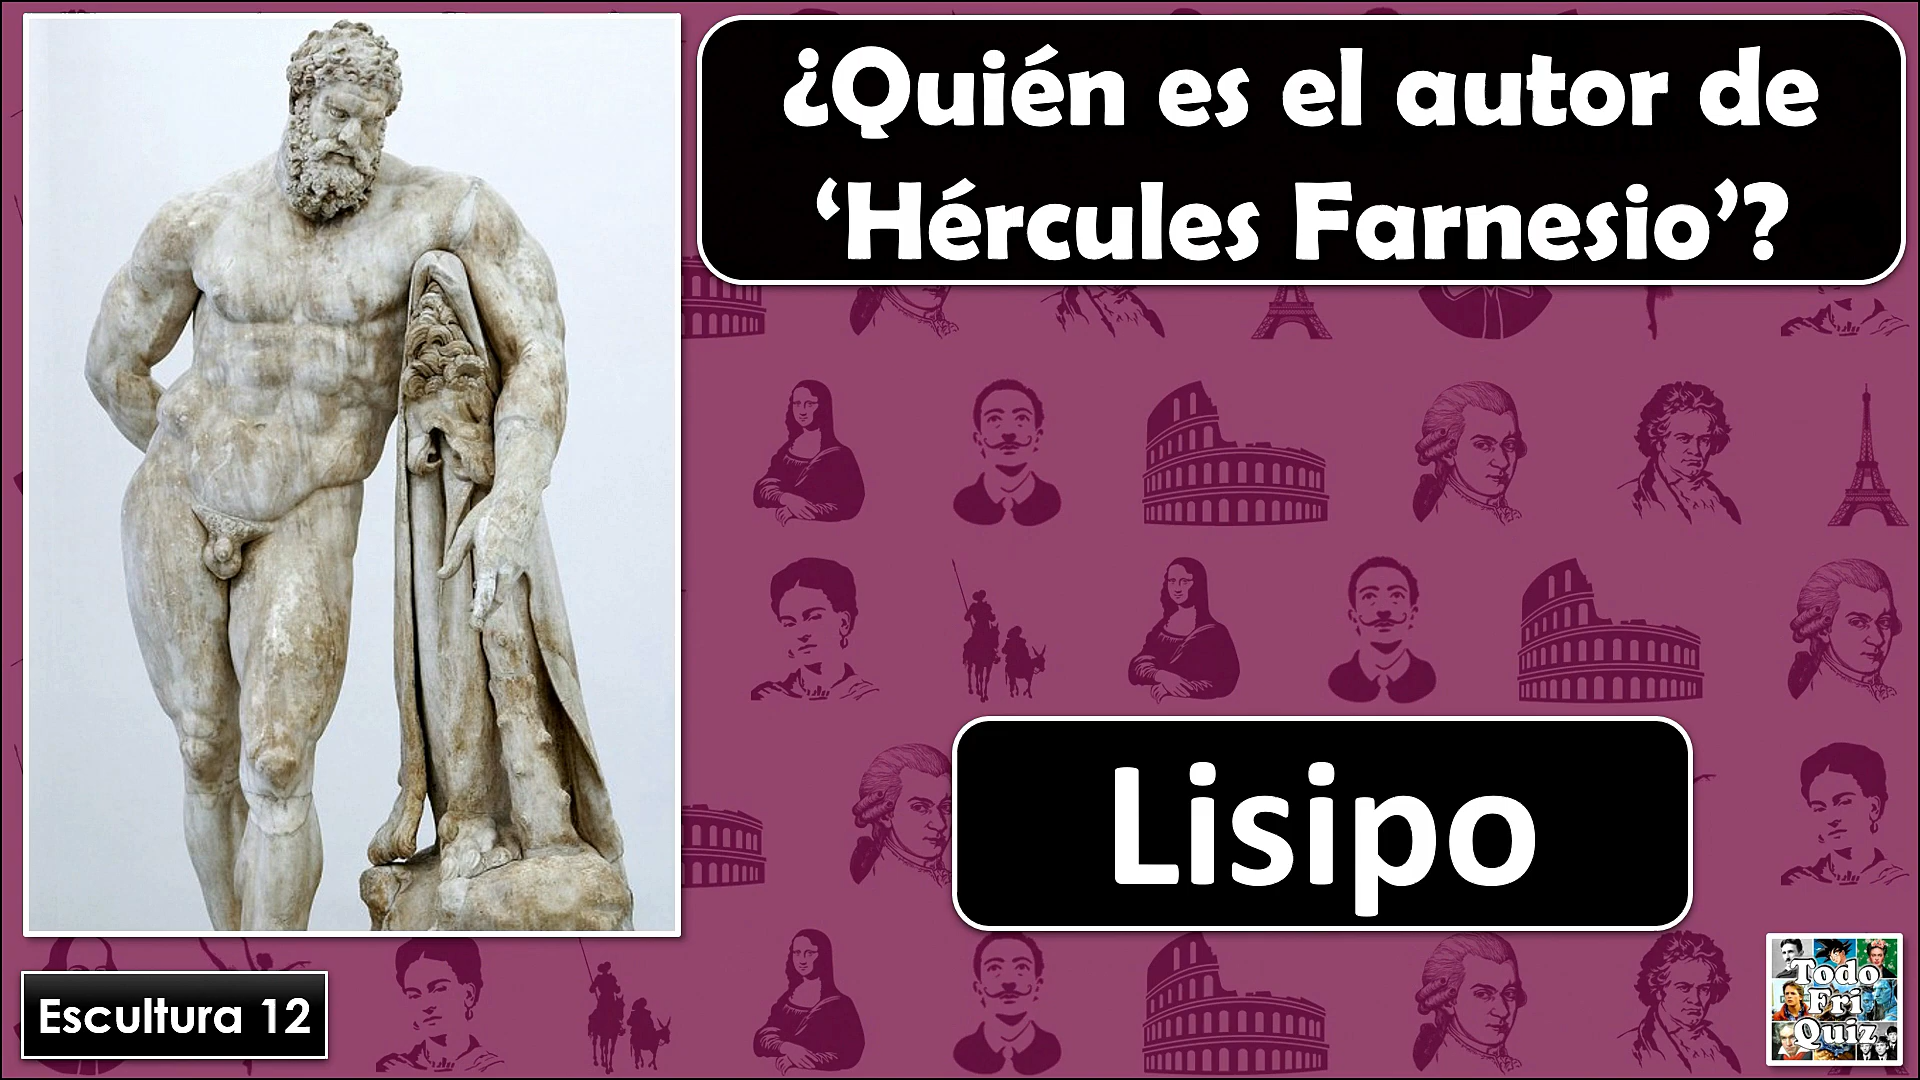 ¿Quién es el autor de
‘Hércules Farnesio’?
Lisipo
Escultura 12
Todo
Fri
Quiz